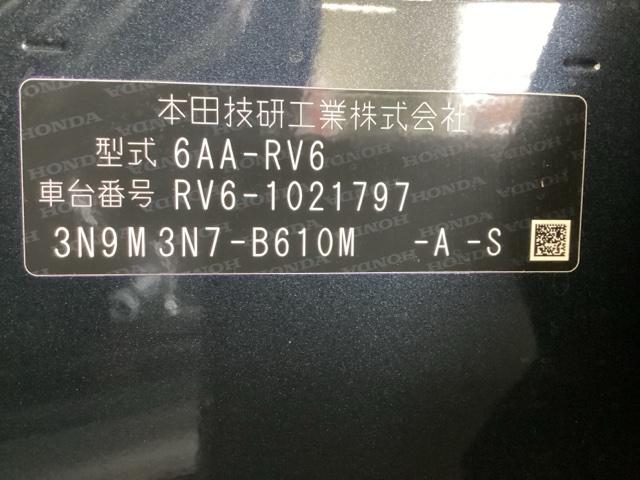 本田技研工業株式会社
型式 6AA-RV6
車台番号 RV6-1021797
3N9M 3N7-B610M -A -S